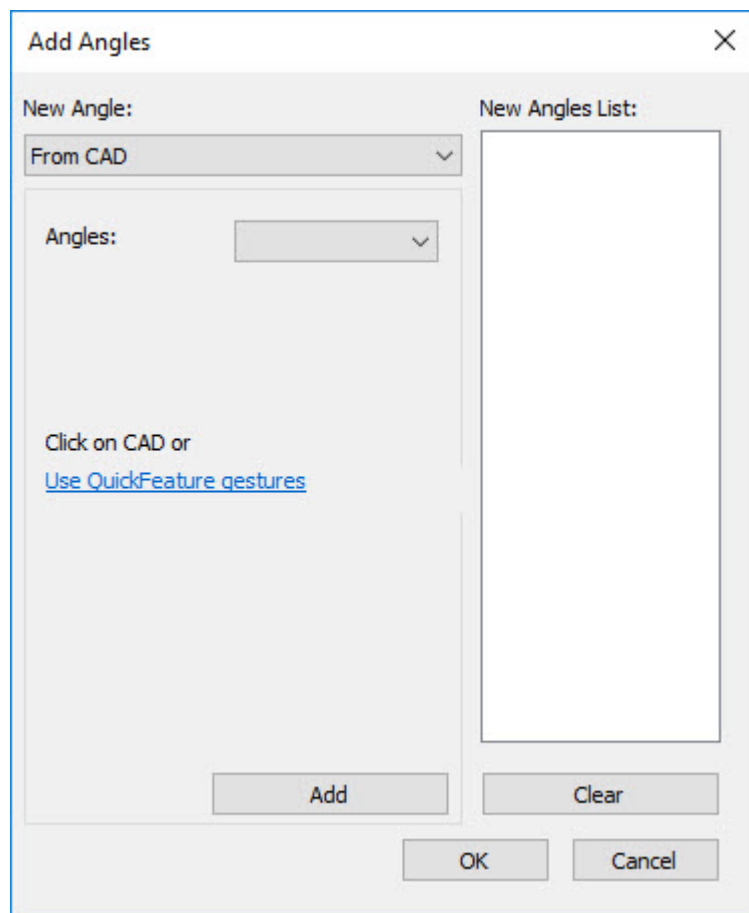 Add Angles
New Angle:
New Angles List:
From CAD
Angles:
Click on CAD or
Use QuickFeature gestures
Add
Clear
OK
Cancel